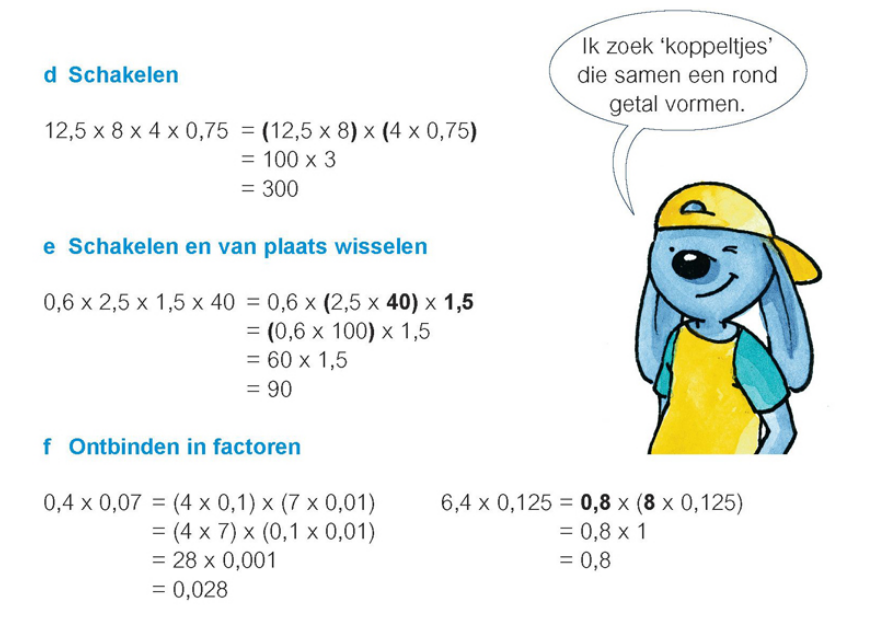 Ik zoek ‘koppeltjes’
die samen een rond
getal vormen.
d Schakelen
12,5 x 8 x 4 x 0,75 = (12,5 x 8) x (4 x 0,75)
= 100 x 3
= 300
e Schakelen en van plaats wisselen
0,6 x 2,5 x 1,5 x 40 = 0,6 x (2,5 x 40) x 1,5
= (0,6 x 100) x 1,5
= 60 x 1,5
= 90
f Ontbinden in factoren
0,4 x 0,07 = (4 x 0,1) x (7 x 0,01)
= (4 x 7) x (0,1 x 0,01)
= 28 x 0,001
= 0,028
6,4 x 0,125 = 0,8 x (8 x 0,125)
= 0,8 x 1
= 0,8